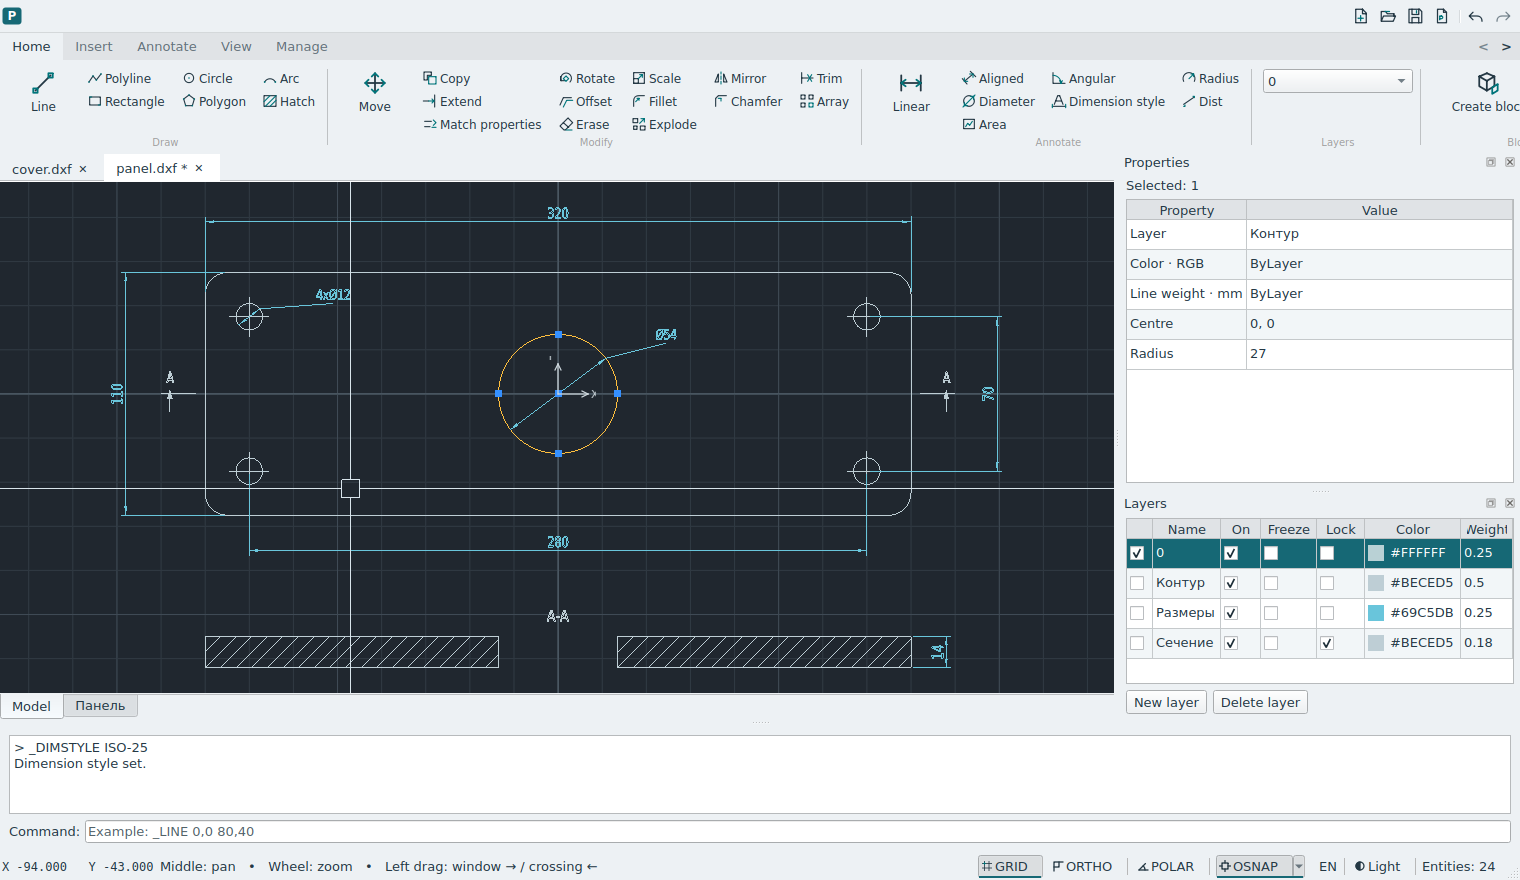 P
Home Insert Annotate View Manage < >
Line Polyline Circle Arc Move Copy Rotate Scale Mirror Trim Linear Aligned Angular Radius 0 Create bloc
Rectangle Polygon Hatch Extend Offset Fillet Chamfer Array Diameter Dimension style Dist
Match properties Erase Explode Area
Draw Modify Annotate Layers Blo
cover.dxf × panel.dxf * ×
Properties
Selected: 1
Property Value
Layer Контур
Color · RGB ByLayer
Line weight · mm ByLayer
Centre 0, 0
Radius 27
320
4xØ12
Ø54
A A
110
70
X
280
A-A
14
Layers
Name On Freeze Lock Color Weight
0 #FFFFFF 0.25
Контур #BECED5 0.5
Размеры #69C5DB 0.25
Сечение #BECED5 0.18
New layer Delete layer
Model Панель
> _DIMSTYLE ISO-25
Dimension style set.
Command: Example: _LINE 0,0 80,40
X -94.000 Y -43.000 Middle: pan • Wheel: zoom • Left drag: window → / crossing ← GRID ORTHO POLAR OSNAP EN Light Entities: 24